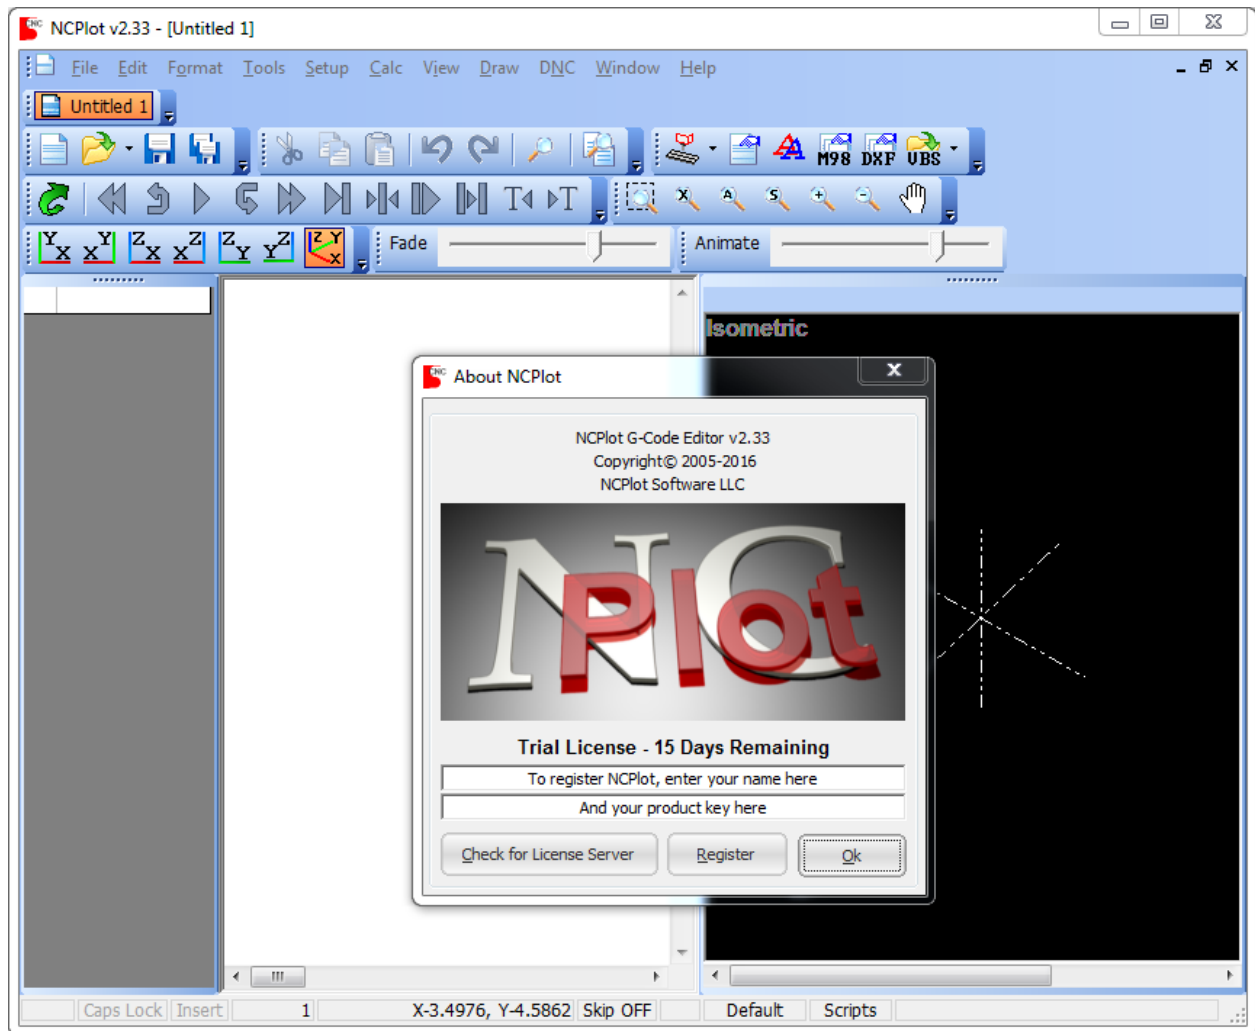 CNC NCPlot v2.33 - [Untitled 1]
File Edit Format Tools Setup Calc View Draw DNC Window Help
Untitled 1
M98 DXF VBS
T T X A S + -
Y X X Y Z X X Z Z Y Y Z Z Y X Fade Animate
Isometric
CNC About NCPlot
NCPlot G-Code Editor v2.33
Copyright© 2005-2016
NCPlot Software LLC
NC
Plot
Trial License - 15 Days Remaining
To register NCPlot, enter your name here
And your product key here
Check for License Server Register Ok
Caps Lock Insert 1 X-3.4976, Y-4.5862 Skip OFF Default Scripts